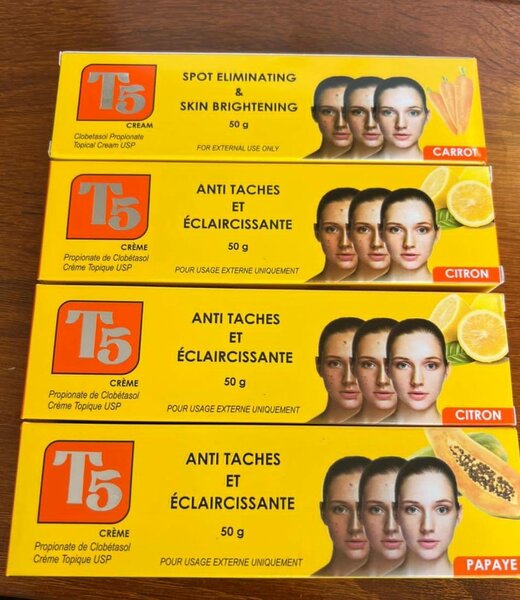 T5
CREAM
Clobetasol Propionate
Topical Cream USP
SPOT ELIMINATING
&
SKIN BRIGHTENING
50 g
FOR EXTERNAL USE ONLY
CARROT
T5
CRÈME
Propionate de Clobétasol
Crème Topique USP
ANTI TACHES
ET
ÉCLAIRCISSANTE
50 g
POUR USAGE EXTERNE UNIQUEMENT
CITRON
T5
CRÈME
Propionate de Clobétasol
Crème Topique USP
ANTI TACHES
ET
ÉCLAIRCISSANTE
50 g
POUR USAGE EXTERNE UNIQUEMENT
CITRON
T5
CRÈME
Propionate de Clobétasol
Crème Topique USP
ANTI TACHES
ET
ÉCLAIRCISSANTE
50 g
POUR USAGE EXTERNE UNIQUEMENT
PAPAYE